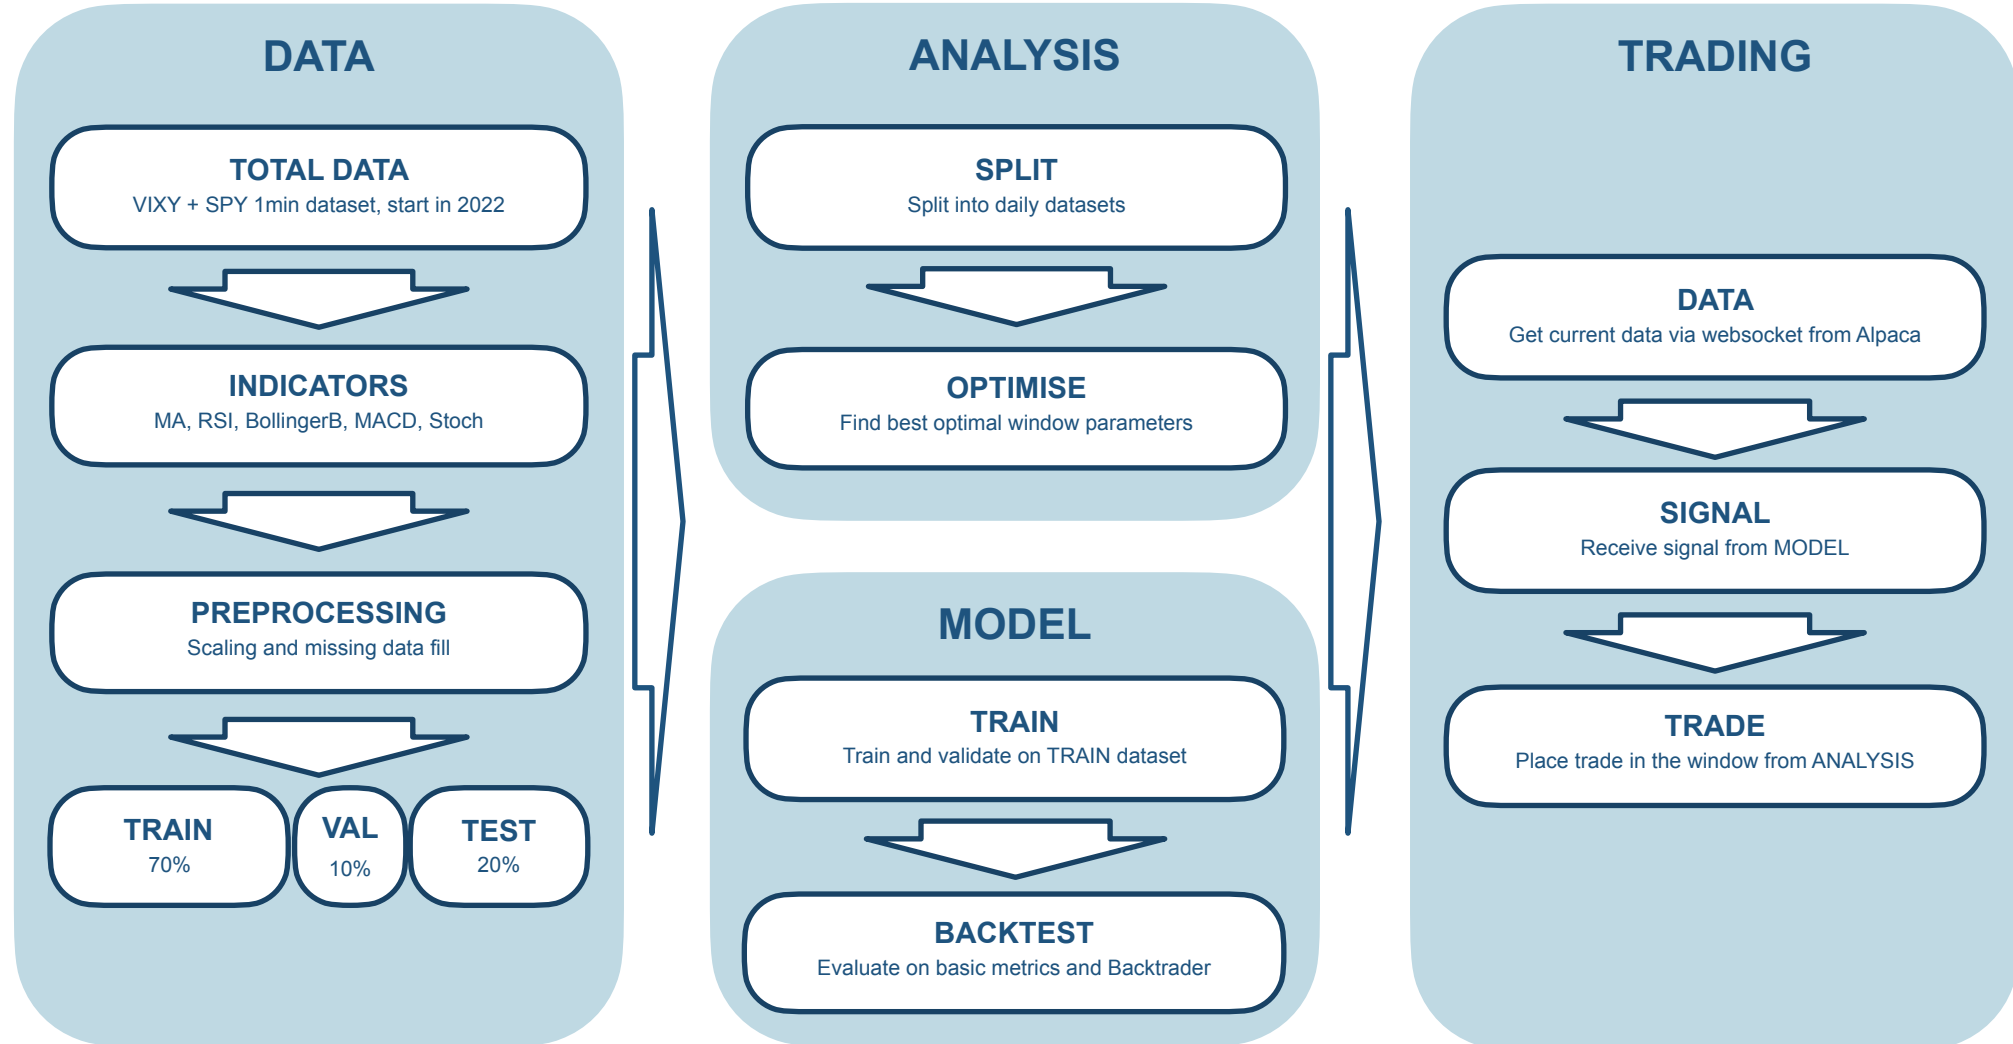 DATA
TOTAL DATA
VIXY + SPY 1min dataset, start in 2022
INDICATORS
MA, RSI, BollingerB, MACD, Stoch
PREPROCESSING
Scaling and missing data fill
TRAIN
70%
VAL
10%
TEST
20%
ANALYSIS
SPLIT
Split into daily datasets
OPTIMISE
Find best optimal window parameters
MODEL
TRAIN
Train and validate on TRAIN dataset
BACKTEST
Evaluate on basic metrics and Backtrader
TRADING
DATA
Get current data via websocket from Alpaca
SIGNAL
Receive signal from MODEL
TRADE
Place trade in the window from ANALYSIS